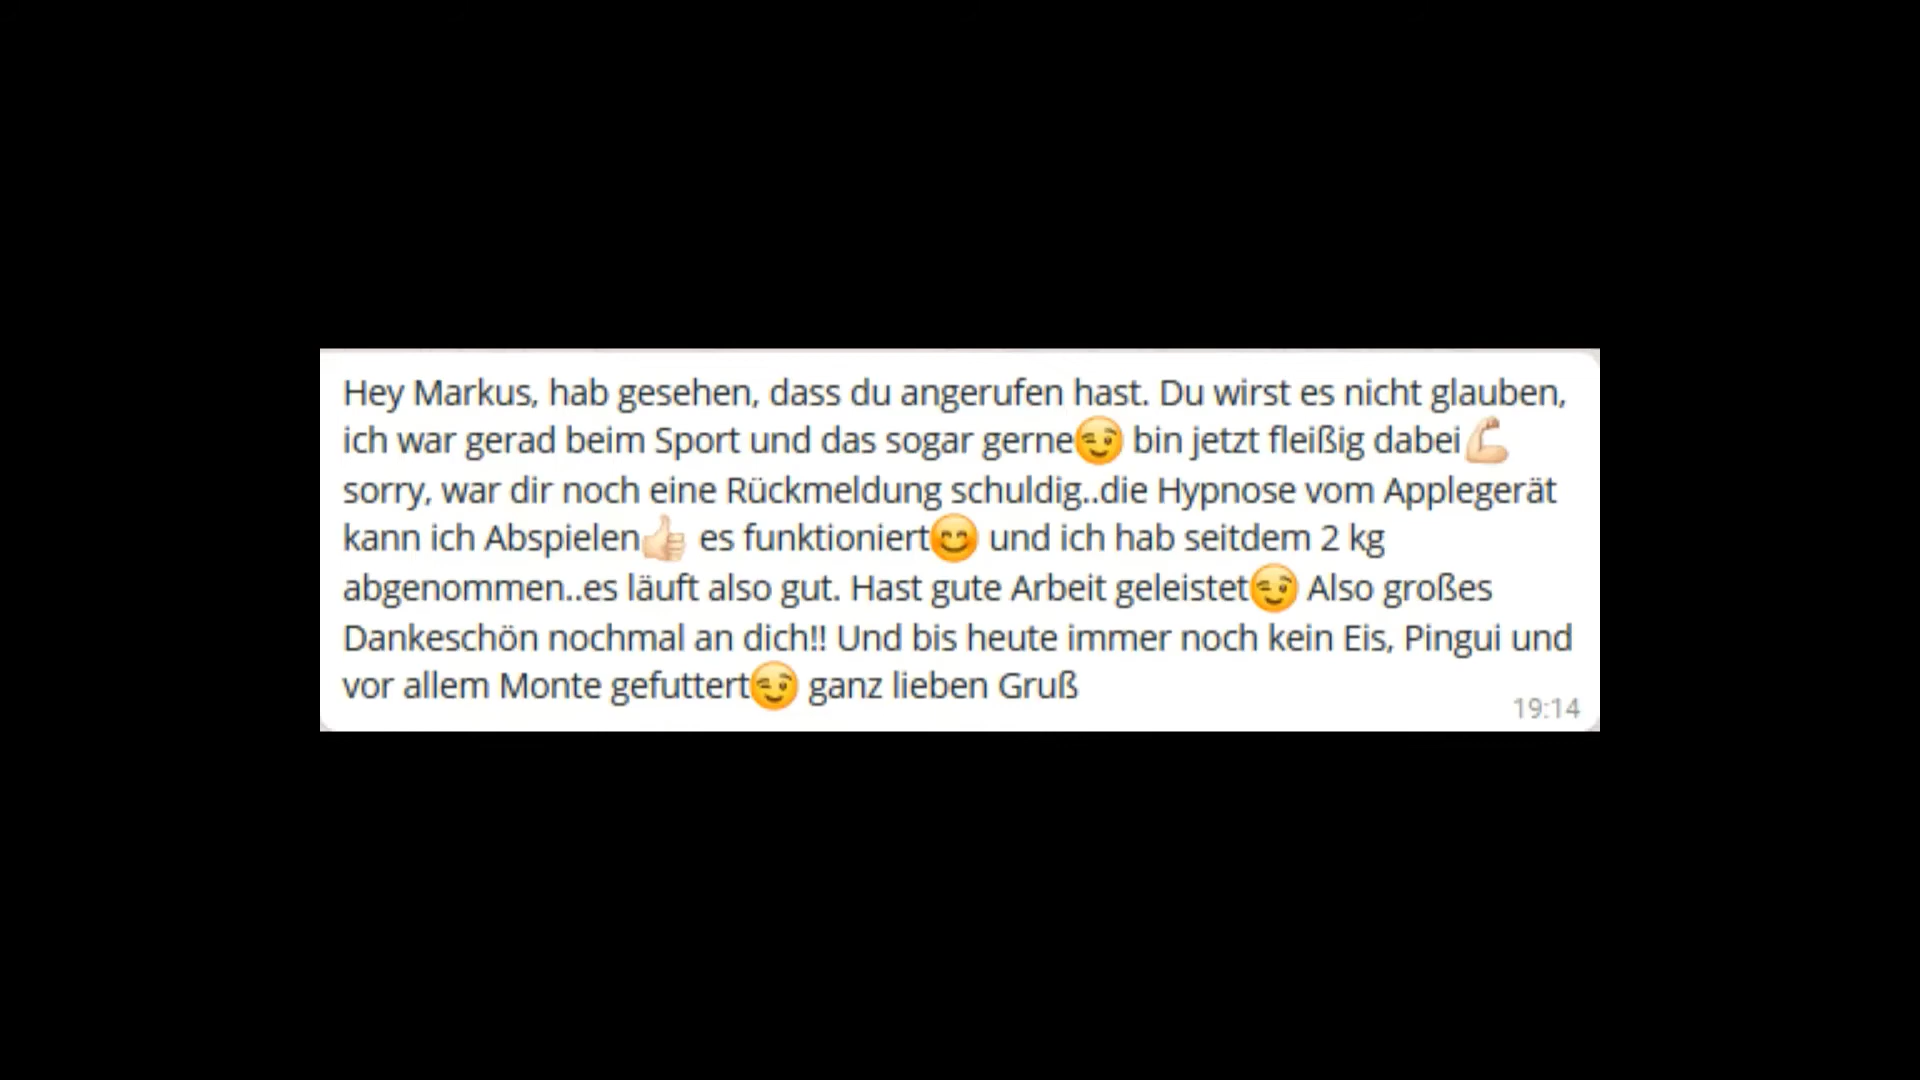 Hey Markus, hab gesehen, dass du angerufen hast. Du wirst es nicht glauben,
ich war gerad beim Sport und das sogar gerne😉 bin jetzt fleißig dabei💪🏻
sorry, war dir noch eine Rückmeldung schuldig..die Hypnose vom Applegerät
kann ich Abspielen👍🏻 es funktioniert😊 und ich hab seitdem 2 kg
abgenommen..es läuft also gut. Hast gute Arbeit geleistet😉 Also großes
Dankeschön nochmal an dich!! Und bis heute immer noch kein Eis, Pingui und
vor allem Monte gefuttert😉 ganz lieben Gruß
19:14